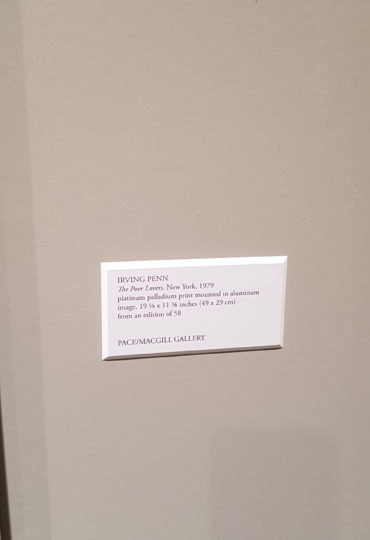 IRVING PENN
The Poor Lovers, New York, 1979
platinum palladium print mounted to aluminum
image, 19 ¼ x 11 ⅜ inches (49 x 29 cm)
from an edition of 58
PACE/MACGILL GALLERY